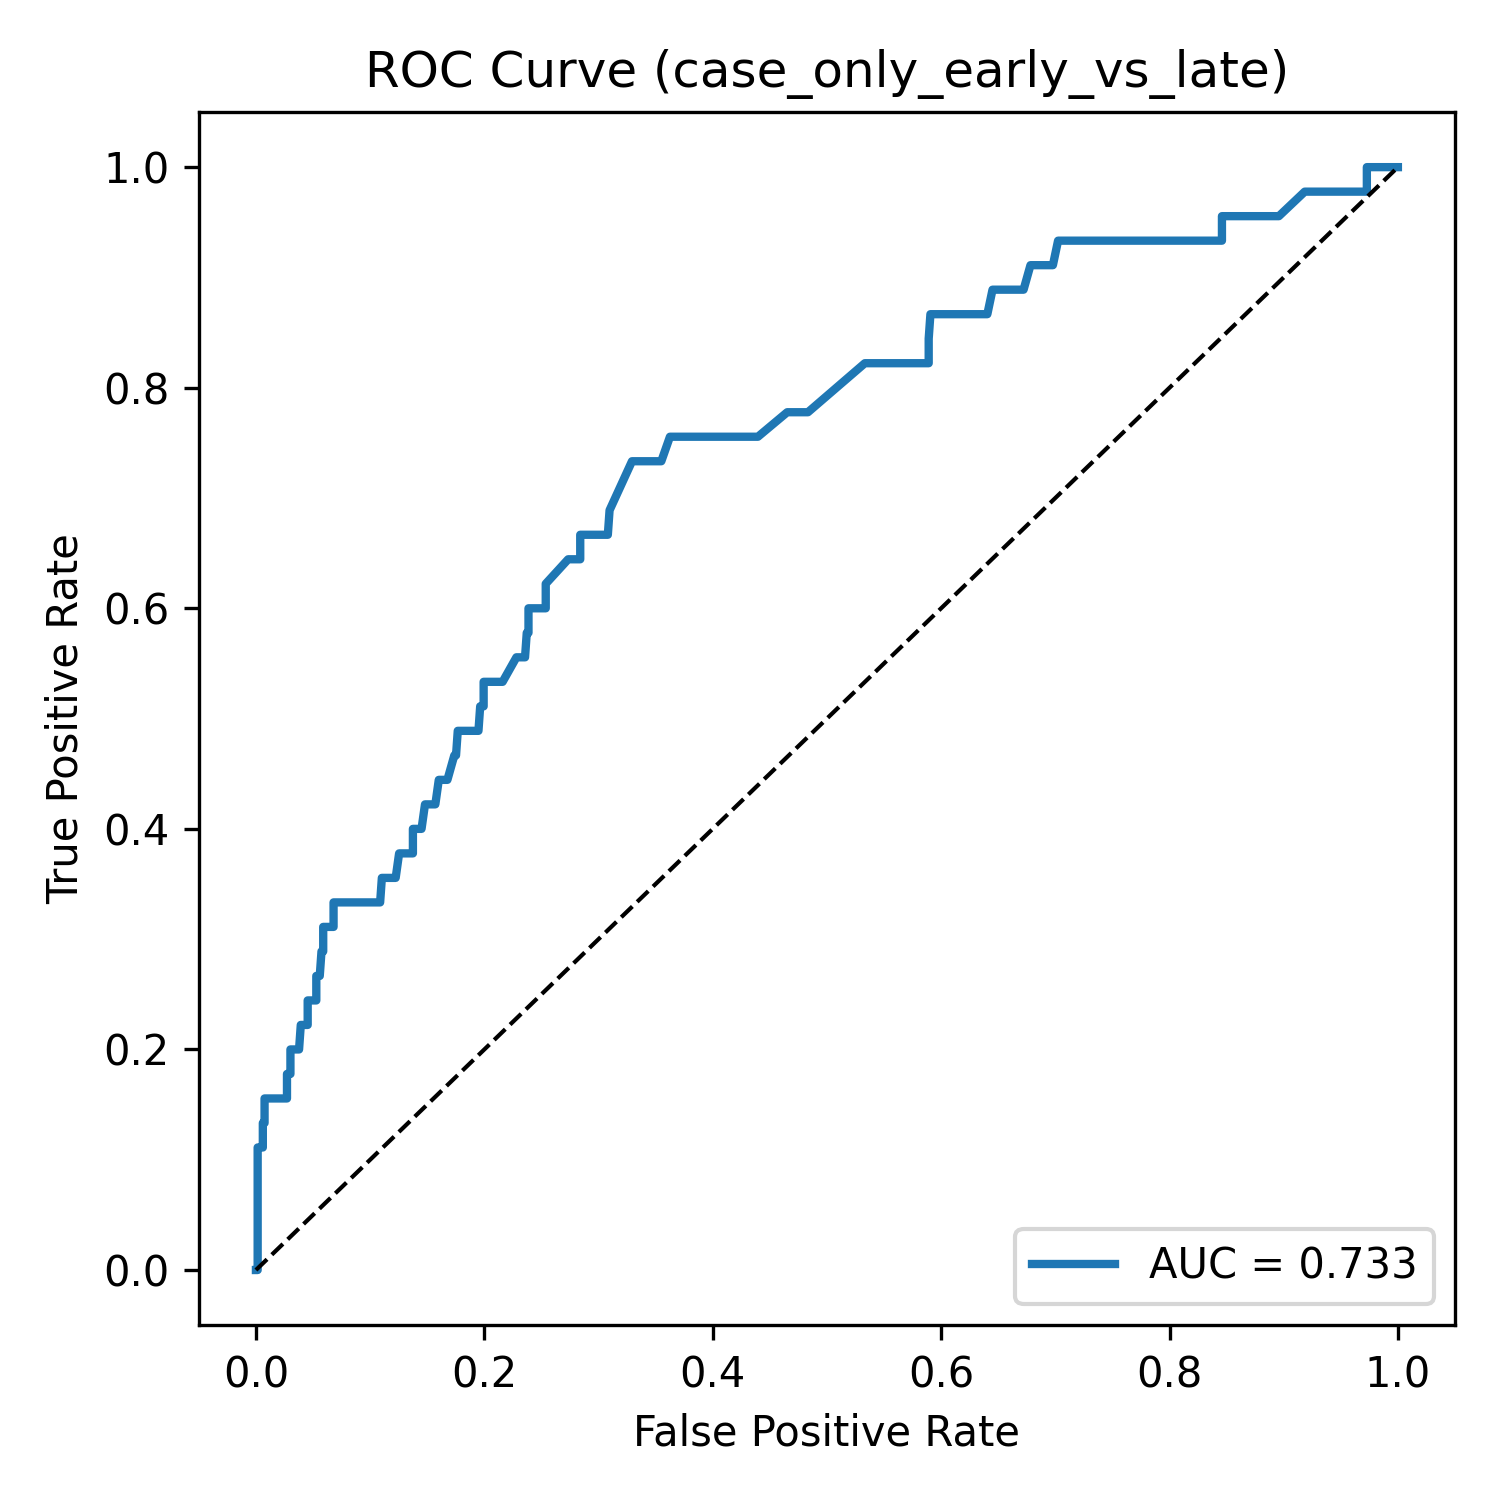 ROC Curve (case_only_early_vs_late)
1.0
0.8
0.6
0.4
0.2
0.0
True Positive Rate
AUC = 0.733
0.0 0.2 0.4 0.6 0.8 1.0
False Positive Rate